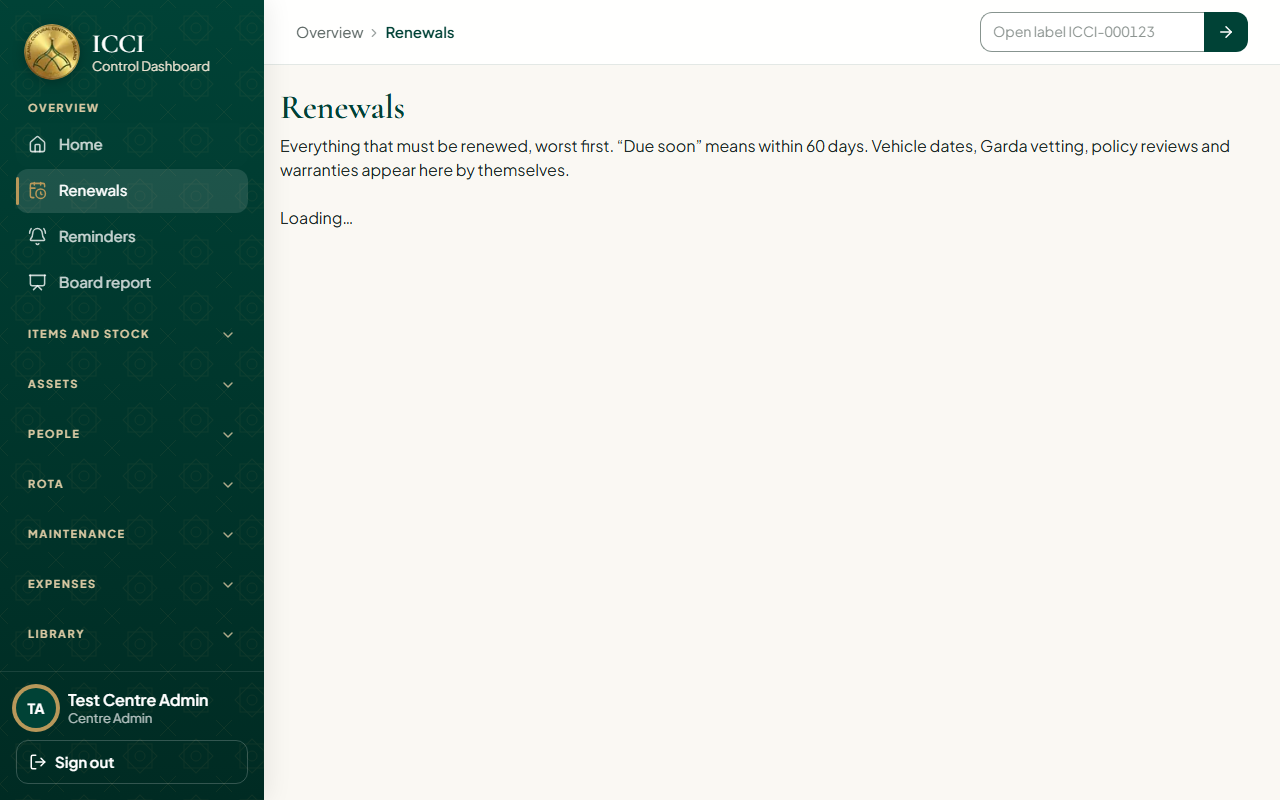 ICCI
Control Dashboard
OVERVIEW
Home
Renewals
Reminders
Board report
ITEMS AND STOCK
ASSETS
PEOPLE
ROTA
MAINTENANCE
EXPENSES
LIBRARY
TA
Test Centre Admin
Centre Admin
Sign out
Overview › Renewals
Open label ICCI-000123
Renewals
Everything that must be renewed, worst first. “Due soon” means within 60 days. Vehicle dates, Garda vetting, policy reviews and
warranties appear here by themselves.
Loading…